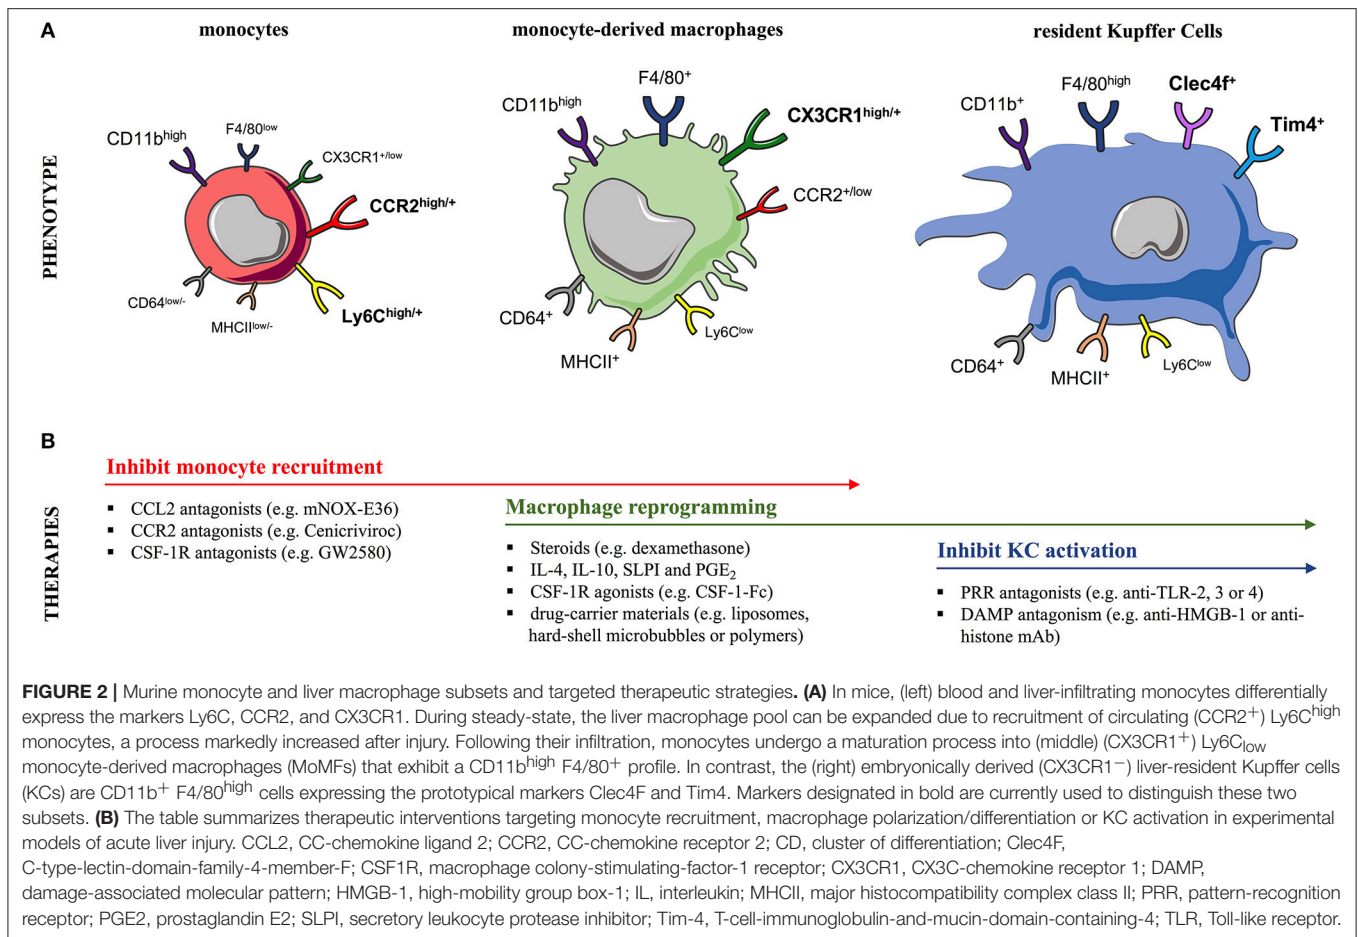 A
monocytes
monocyte-derived macrophages
resident Kupffer Cells
PHENOTYPE
CD11bhigh
F4/80low
CX3CR1+/low
CCR2high/+
Ly6Chigh/+
MHCIIlow/-
CD64low/-
CD11bhigh
F4/80+
CX3CR1high/+
CCR2+/low
Ly6Clow
MHCII+
CD64+
CD11b+
F4/80high
Clec4f+
Tim4+
CD64+
MHCII+
Ly6Clow
B
THERAPIES
Inhibit monocyte recruitment
▪ CCL2 antagonists (e.g. mNOX-E36)
▪ CCR2 antagonists (e.g. Cenicriviroc)
▪ CSF-1R antagonists (e.g. GW2580)
Macrophage reprogramming
▪ Steroids (e.g. dexamethasone)
▪ IL-4, IL-10, SLPI and PGE2
▪ CSF-1R agonists (e.g. CSF-1-Fc)
▪ drug-carrier materials (e.g. liposomes,
hard-shell microbubbles or polymers)
Inhibit KC activation
▪ PRR antagonists (e.g. anti-TLR-2, 3 or 4)
▪ DAMP antagonism (e.g. anti-HMGB-1 or anti-
histone mAb)
FIGURE 2 | Murine monocyte and liver macrophage subsets and targeted therapeutic strategies. (A) In mice, (left) blood and liver-infiltrating monocytes differentially
express the markers Ly6C, CCR2, and CX3CR1. During steady-state, the liver macrophage pool can be expanded due to recruitment of circulating (CCR2+) Ly6Chigh
monocytes, a process markedly increased after injury. Following their infiltration, monocytes undergo a maturation process into (middle) (CX3CR1+) Ly6Clow
monocyte-derived macrophages (MoMFs) that exhibit a CD11bhigh F4/80+ profile. In contrast, the (right) embryonically derived (CX3CR1−) liver-resident Kupffer cells
(KCs) are CD11b+ F4/80high cells expressing the prototypical markers Clec4F and Tim4. Markers designated in bold are currently used to distinguish these two
subsets. (B) The table summarizes therapeutic interventions targeting monocyte recruitment, macrophage polarization/differentiation or KC activation in experimental
models of acute liver injury. CCL2, CC-chemokine ligand 2; CCR2, CC-chemokine receptor 2; CD, cluster of differentiation; Clec4F,
C-type-lectin-domain-family-4-member-F; CSF1R, macrophage colony-stimulating-factor-1 receptor; CX3CR1, CX3C-chemokine receptor 1; DAMP,
damage-associated molecular pattern; HMGB-1, high-mobility group box-1; IL, interleukin; MHCII, major histocompatibility complex class II; PRR, pattern-recognition
receptor; PGE2, prostaglandin E2; SLPI, secretory leukocyte protease inhibitor; Tim-4, T-cell-immunoglobulin-and-mucin-domain-containing-4; TLR, Toll-like receptor.